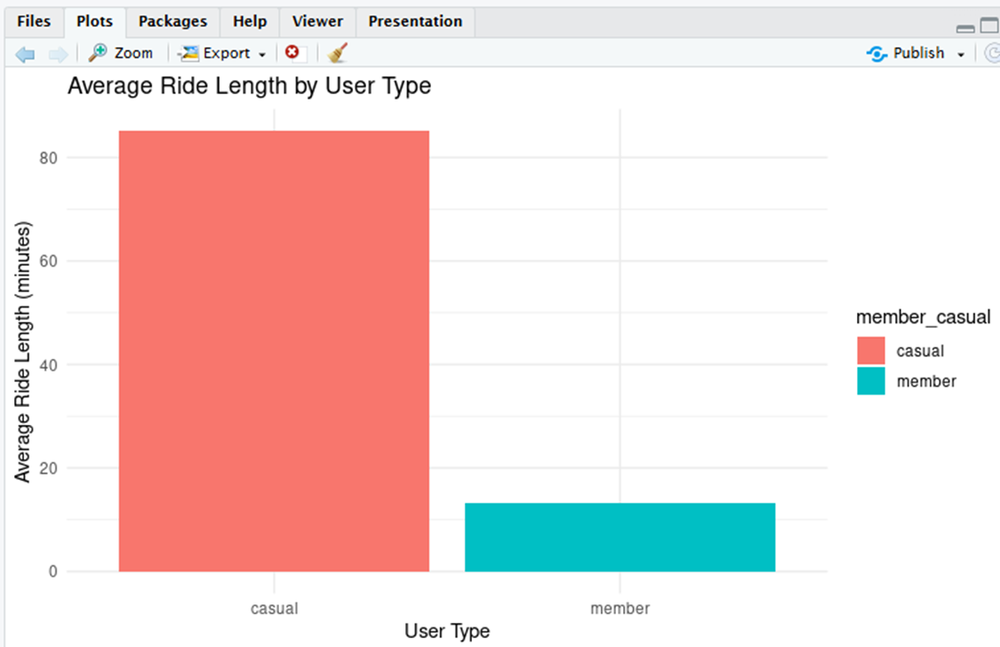 Files Plots Packages Help Viewer Presentation
Zoom Export Publish
Average Ride Length by User Type
Average Ride Length (minutes)
80
60
40
20
0
casual member
User Type
member_casual
casual
member